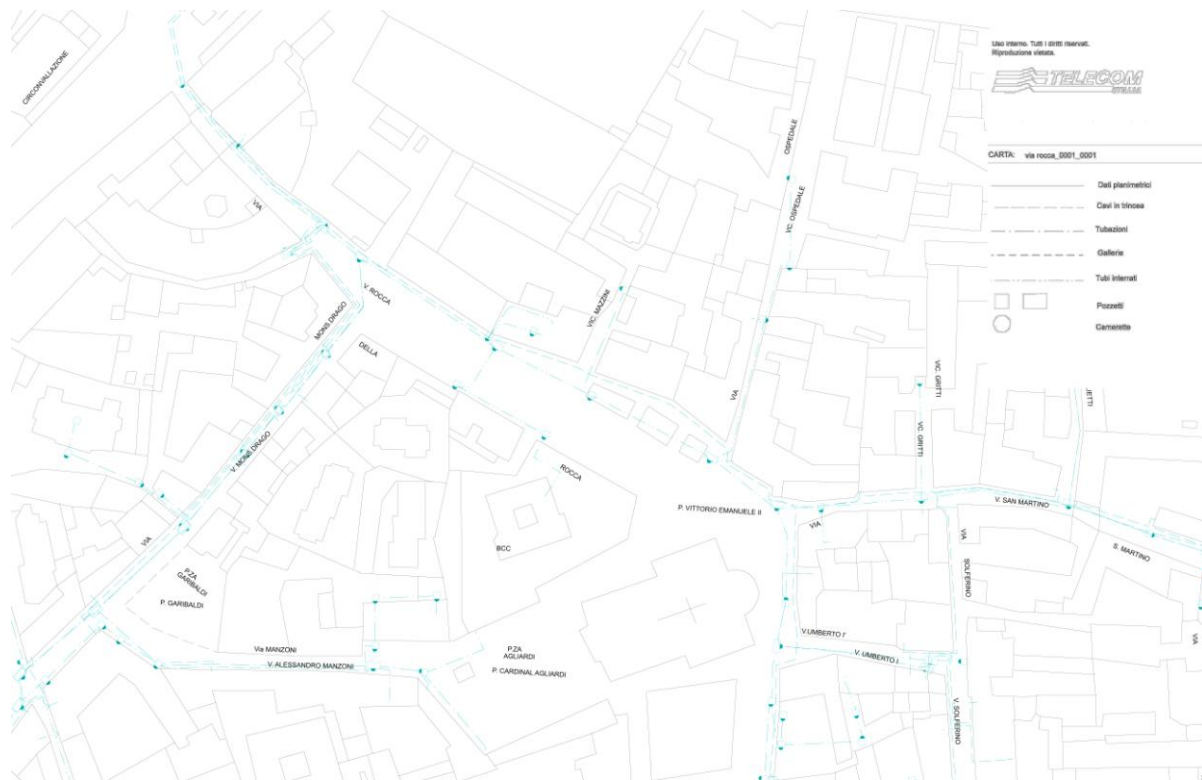 Uso interno. Tutti i diritti riservati.
Riproduzione vietata.
TELECOM
ITALIA
CARTA: via rocca_0001_0001
Dati planimetrici
Cavi in trincea
Tubazioni
Gallerie
Tubi interrati
Pozzetti
Camerette
CIRCONVALLAZIONE
VIA
OSPEDALE
VC. OSPEDALE
V. ROCCA
MONS.DRAGO
VIC. MAZZINI
DELLA
VIA
VIC. GRITTI
VC. GRITTI
V. MONS.DRAGO
ROCCA
P. VITTORIO EMANUELE II
VIA
V. SAN MARTINO
VIA
BCC
VIA
SOLFERINO
S. MARTINO
P.ZA
GARIBALDI
P. GARIBALDI
V.UMBERTO I'
V. UMBERTO I
VIA
Via MANZONI
V. ALESSANDRO MANZONI
P.ZA
AGLIARDI
P. CARDINAL AGLIARDI
V. SOLFERINO